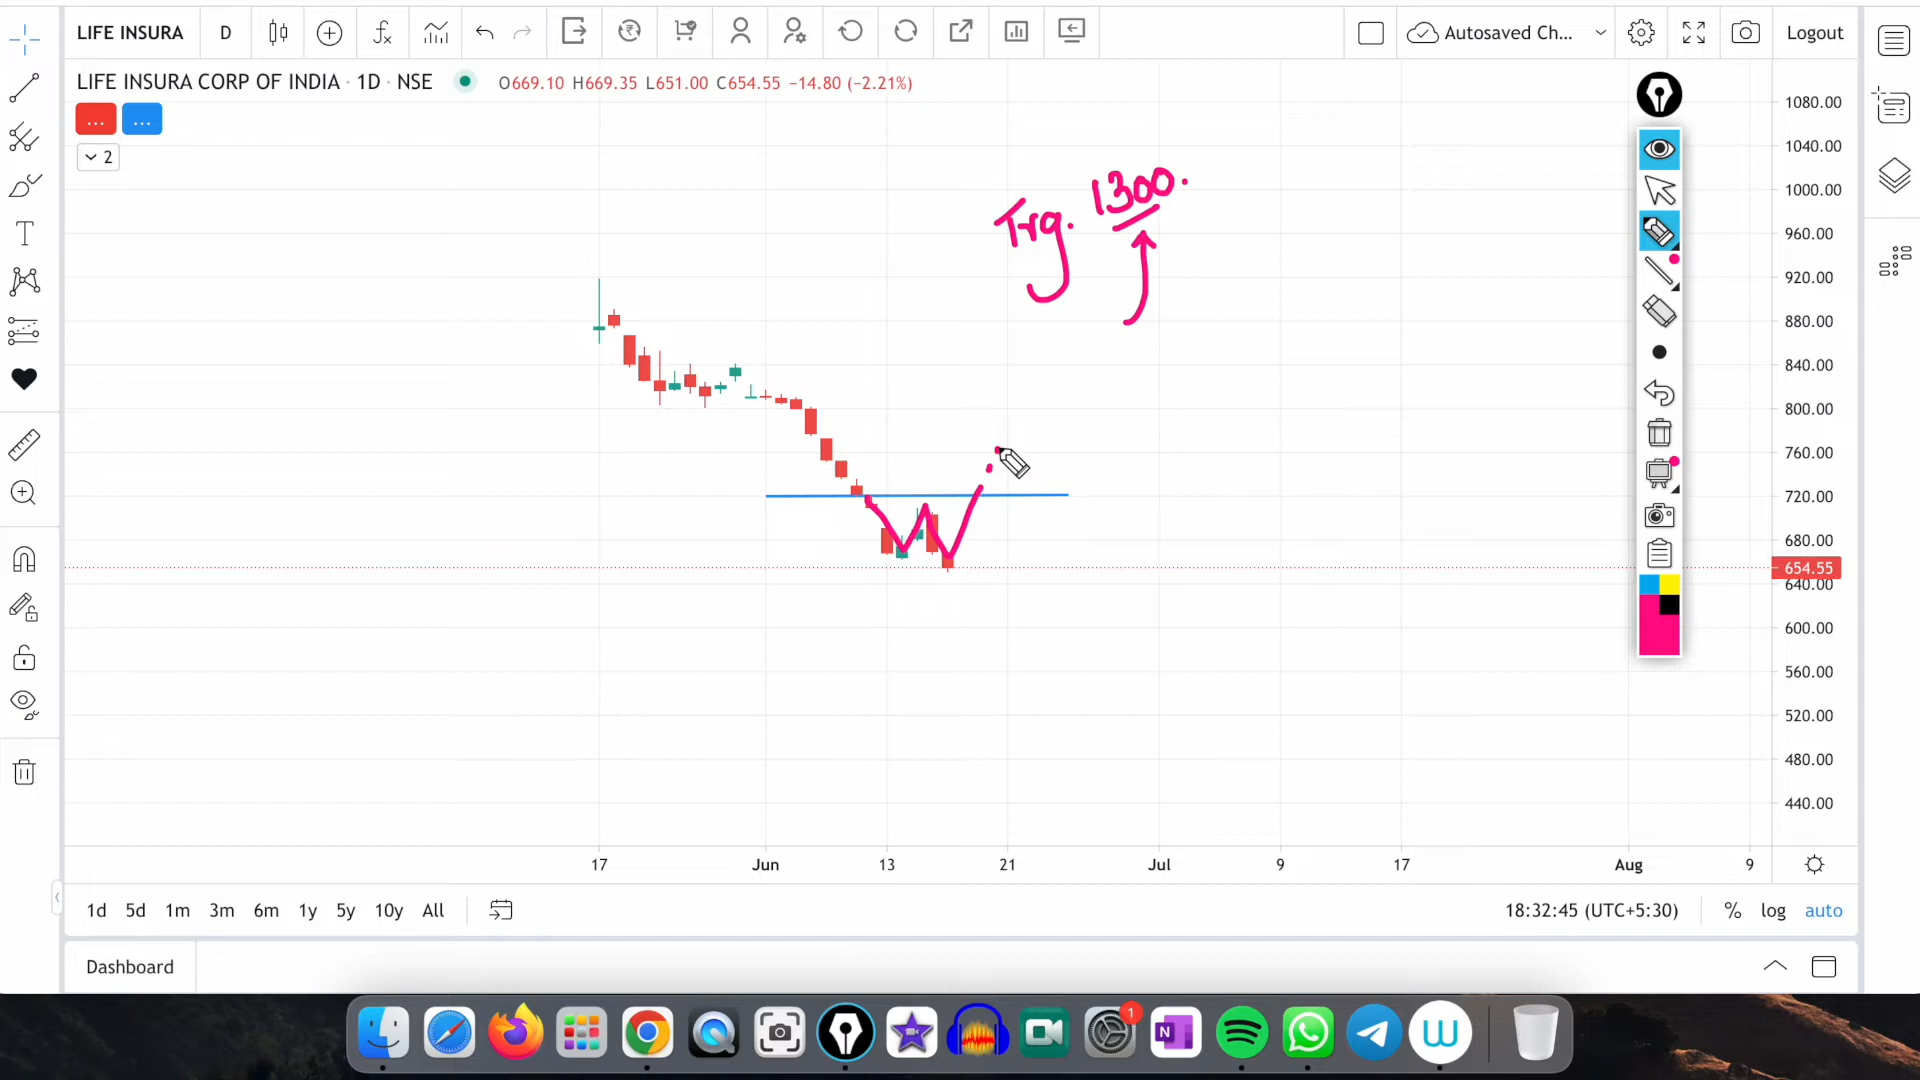 LIFE INSURA D Autosaved Ch... Logout
LIFE INSURA CORP OF INDIA · 1D · NSE O669.10 H669.35 L651.00 C654.55 −14.80 (−2.21%)
... ...
2
Trg. 1300.
1080.00
1040.00
1000.00
960.00
920.00
880.00
840.00
800.00
760.00
720.00
680.00
654.55
640.00
600.00
560.00
520.00
480.00
440.00
17 Jun 13 21 Jul 9 17 Aug 9
1d 5d 1m 3m 6m 1y 5y 10y All 18:32:45 (UTC+5:30) % log auto
Dashboard
1
N
W